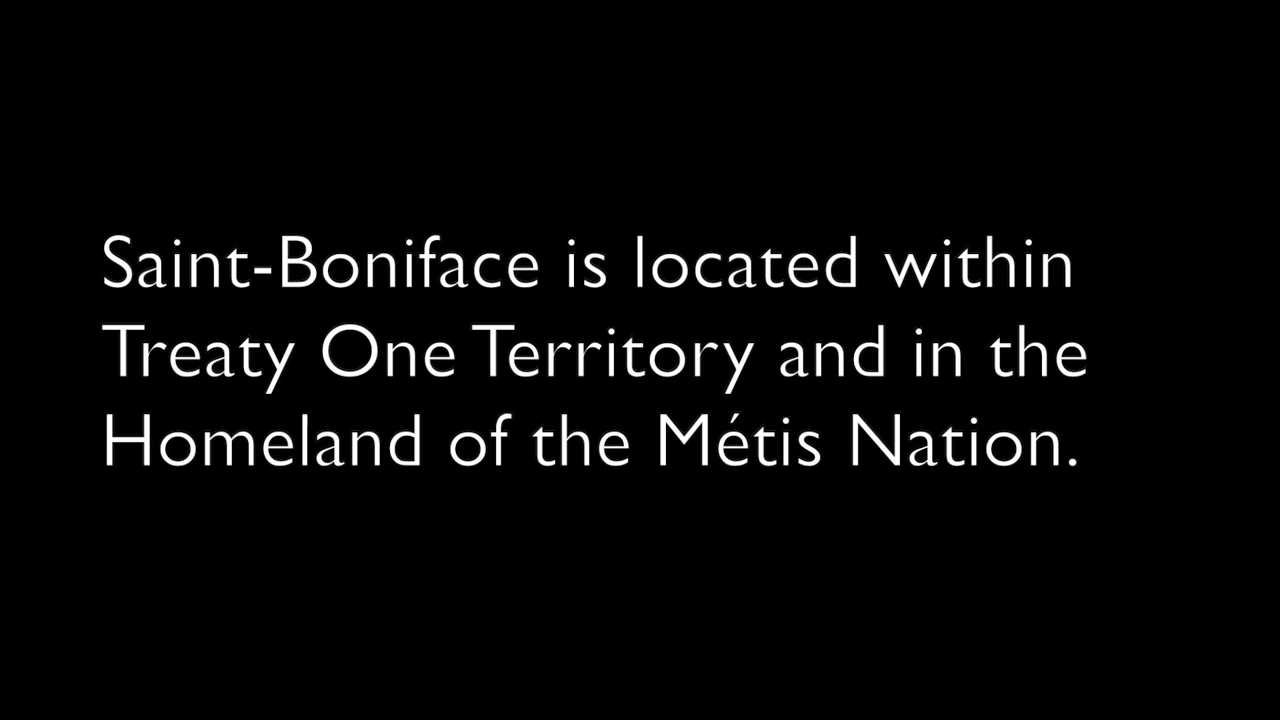 Saint-Boniface is located within
Treaty One Territory and in the
Homeland of the Métis Nation.